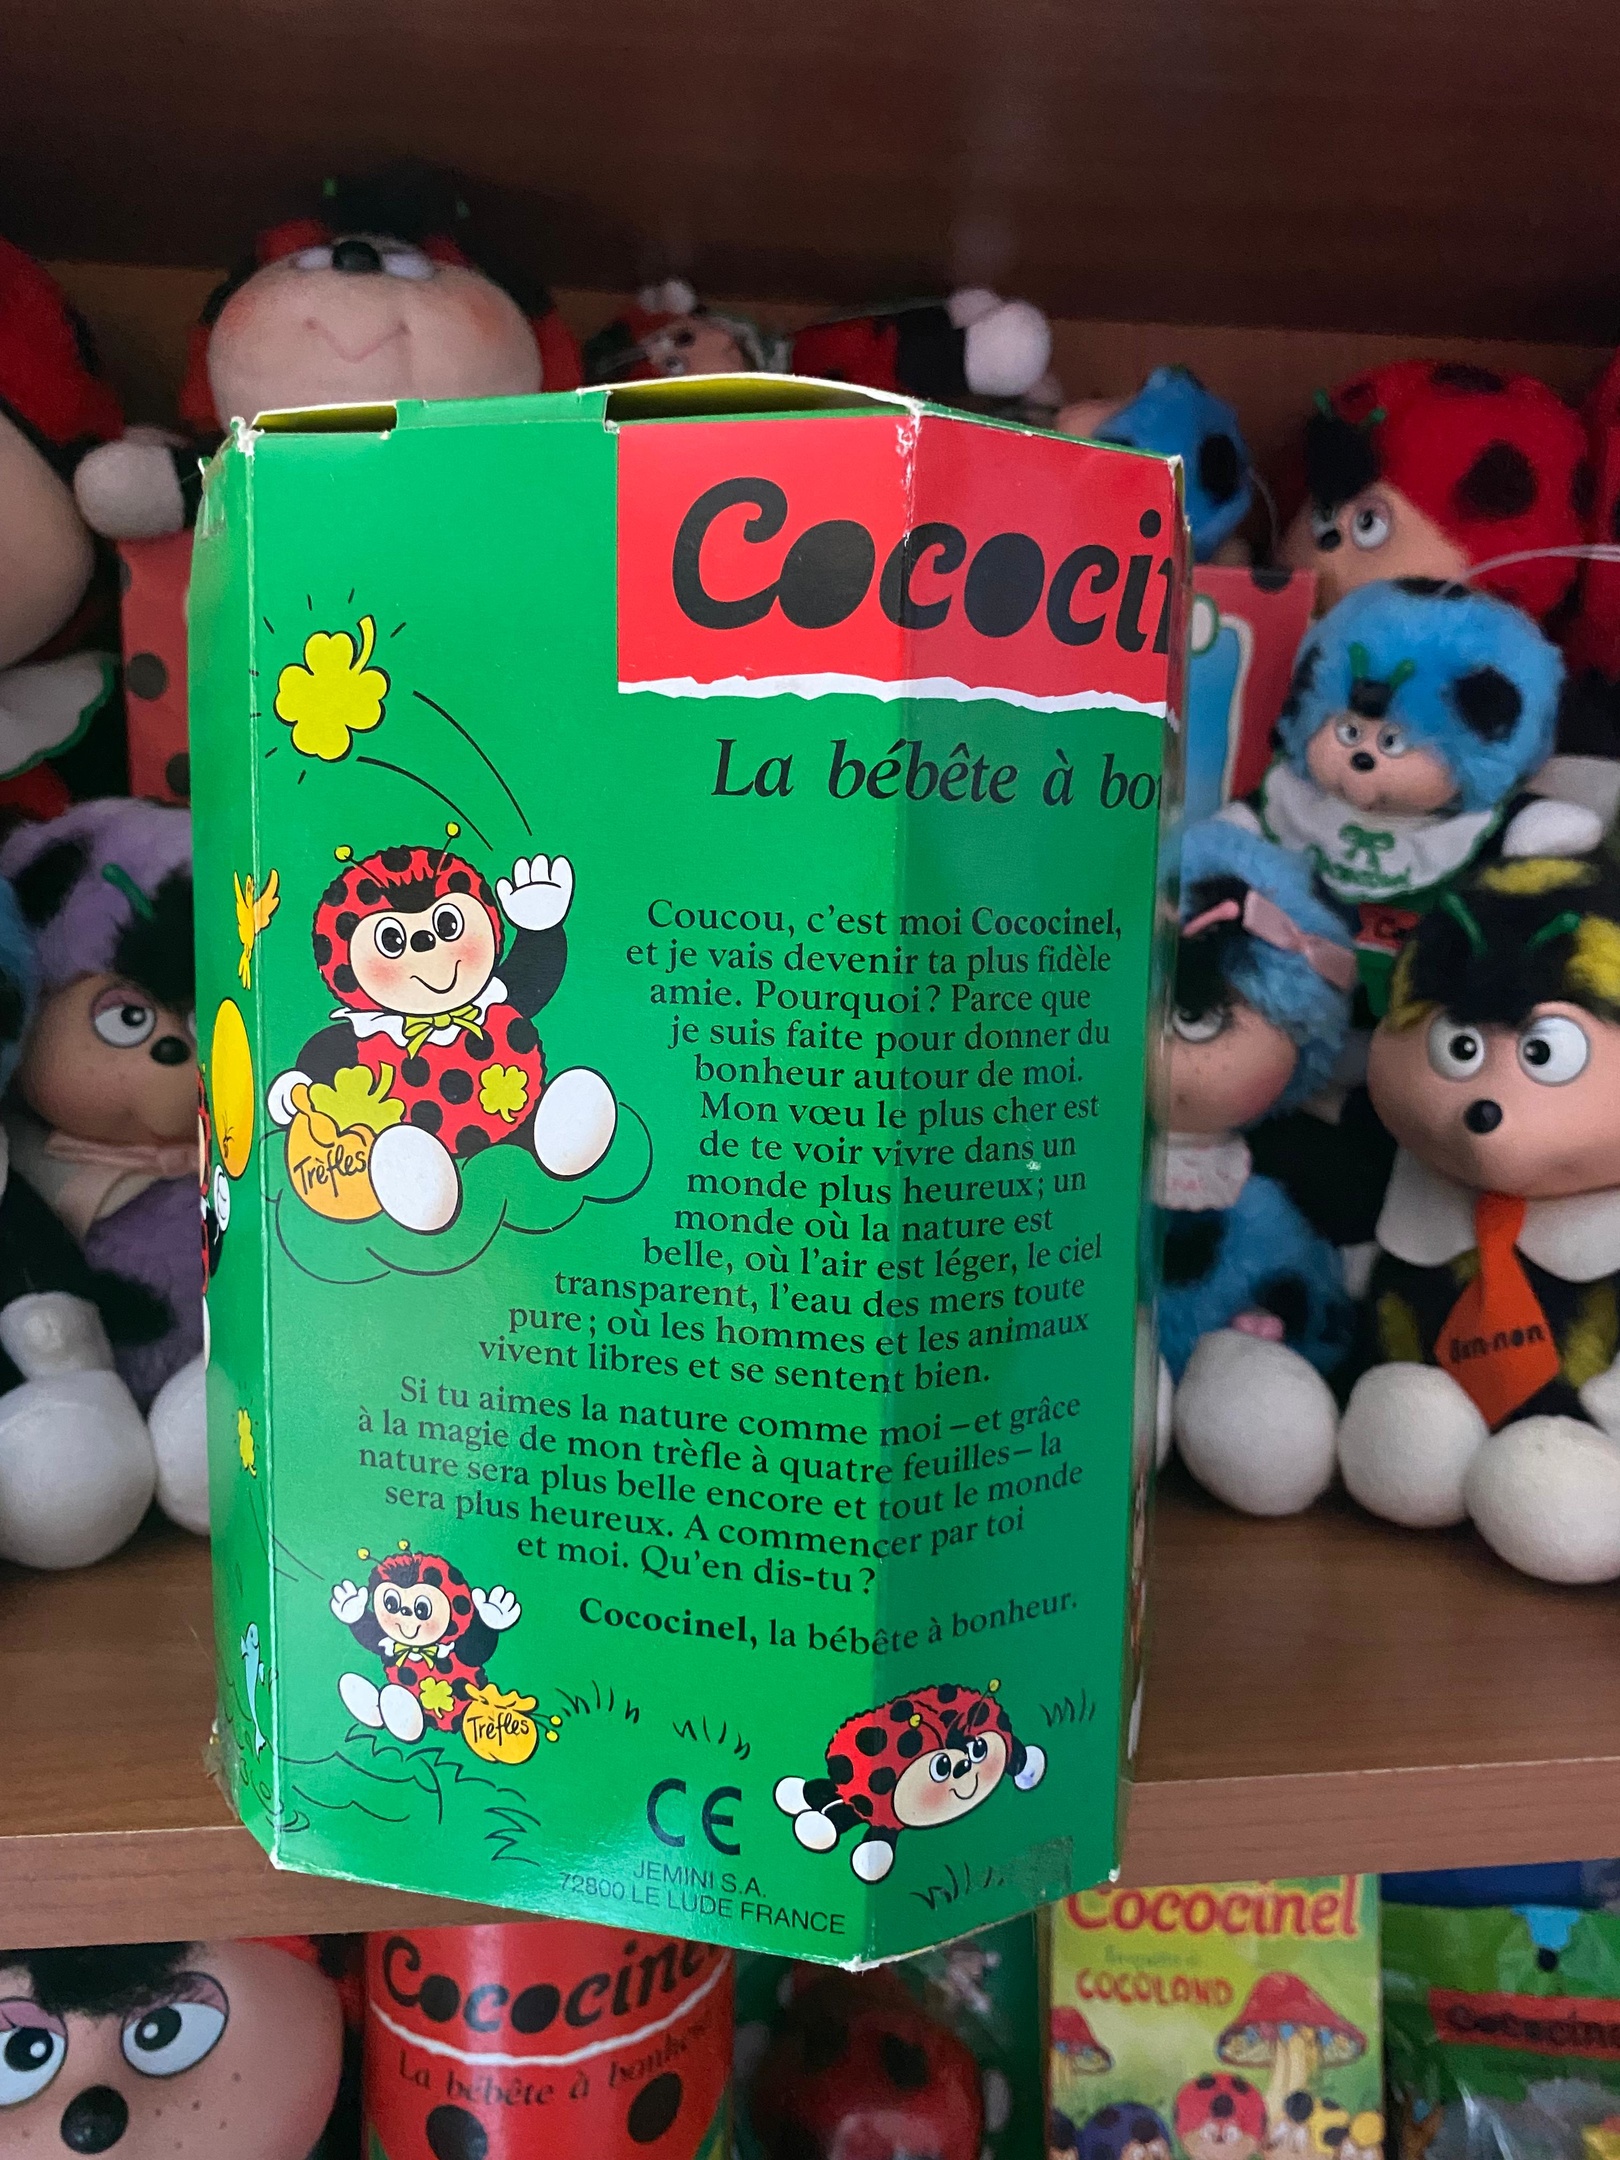 Cococi
La bébête à bo
Coucou, c'est moi Cococinel,
et je vais devenir ta plus fidèle
amie. Pourquoi? Parce que
je suis faite pour donner du
bonheur autour de moi.
Mon vœu le plus cher est
de te voir vivre dans un
monde plus heureux; un
monde où la nature est
belle, où l'air est léger, le ciel
transparent, l'eau des mers toute
pure; où les hommes et les animaux
vivent libres et se sentent bien.
Si tu aimes la nature comme moi – et grâce
à la magie de mon trèfle à quatre feuilles – la
nature sera plus belle encore et tout le monde
sera plus heureux. A commencer par toi
et moi. Qu'en dis-tu?
Cococinel, la bébête à bonheur.
Trèfles
Trèfles
CE
JEMINI S.A.
72800 LE LUDE FRANCE
Cococinel
La bébête à bonheur
Cococinel
COCOLAND